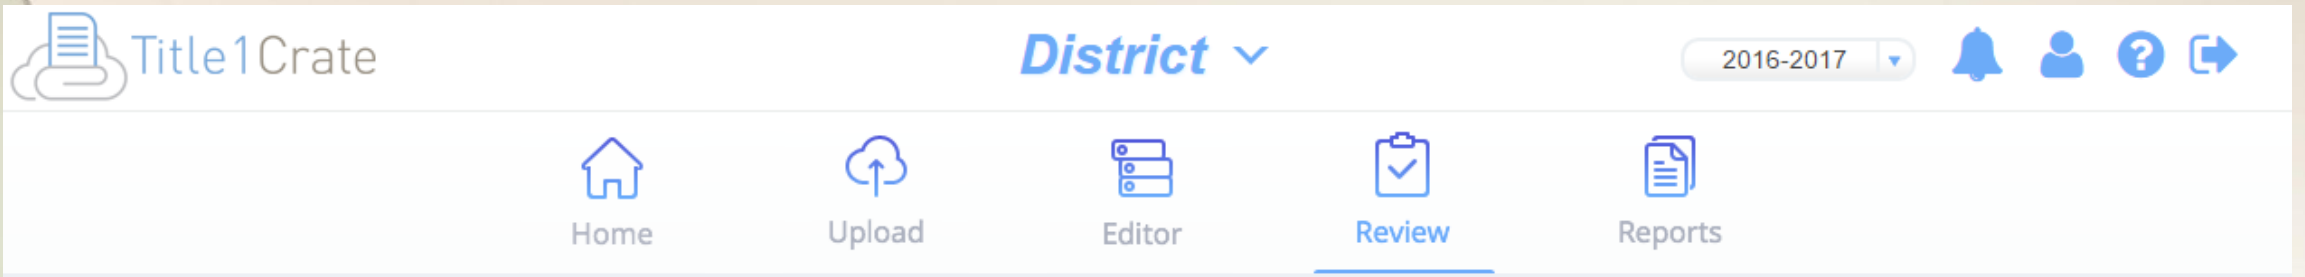 Title1Crate District 2016-2017
Home Upload Editor Review Reports